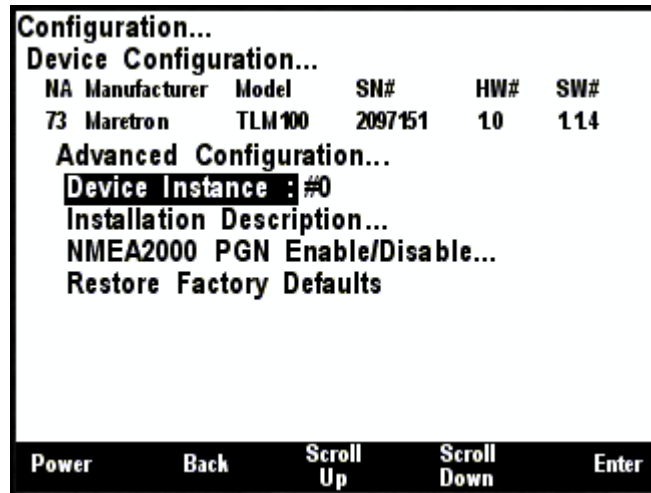 Configuration...
Device Configuration...
NA Manufacturer Model SN# HW# SW#
73 Maretron TLM100 2097151 1.0 1.1.4
Advanced Configuration...
Device Instance : #0
Installation Description...
NMEA2000 PGN Enable/Disable...
Restore Factory Defaults
Power Back Scroll Up Scroll Down Enter